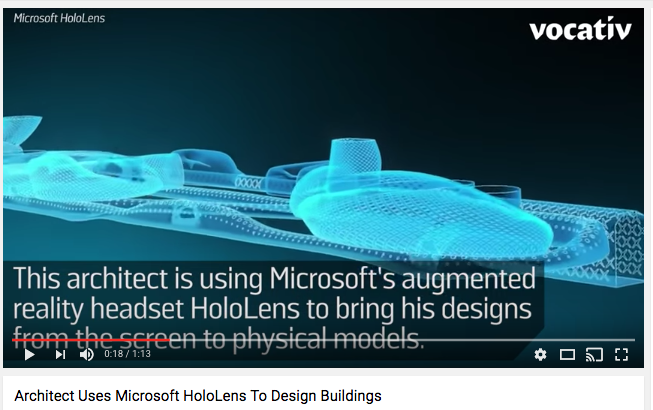 Microsoft HoloLens
vocativ
This architect is using Microsoft's augmented
reality headset HoloLens to bring his designs
from the screen to physical models.
0:18 / 1:13
Architect Uses Microsoft HoloLens To Design Buildings